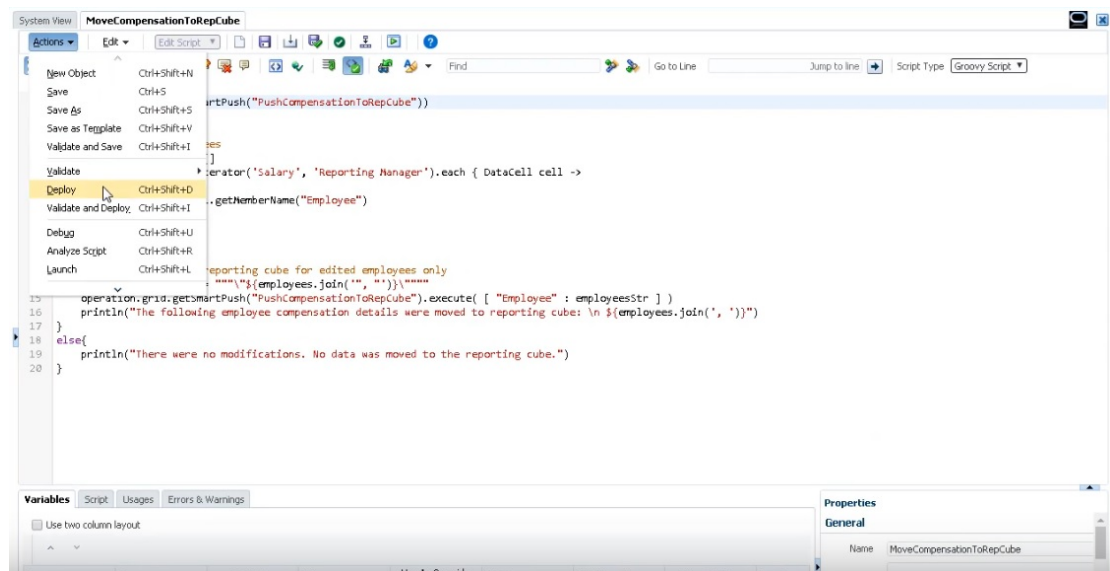 System View MoveCompensationToRepCube
Actions Edit Edit Script
Find Go to Line Jump to line Script Type Groovy Script
New Object Ctrl+Shift+N
Save Ctrl+S
Save As Ctrl+Shift+S
Save as Template Ctrl+Shift+V
Validate and Save Ctrl+Shift+I
Validate
Deploy Ctrl+Shift+D
Validate and Deploy Ctrl+Shift+I
Debug Ctrl+Shift+U
Analyze Script Ctrl+Shift+R
Launch Ctrl+Shift+L
rtPush("PushCompensationToRepCube"))
ees
[]
erator('Salary', 'Reporting Manager').each { DataCell cell ->
.getMemberName("Employee")
reporting cube for edited employees only
= """\"${employees.join('", "')}\""""
15 operation.grid.getSmartPush("PushCompensationToRepCube").execute( [ "Employee" : employeesStr ] )
16 println("The following employee compensation details were moved to reporting cube: \n ${employees.join(', ')}")
17 }
18 else{
19 println("There were no modifications. No data was moved to the reporting cube.")
20 }
Variables Script Usages Errors & Warnings
Use two column layout
Properties
General
Name MoveCompensationToRepCube